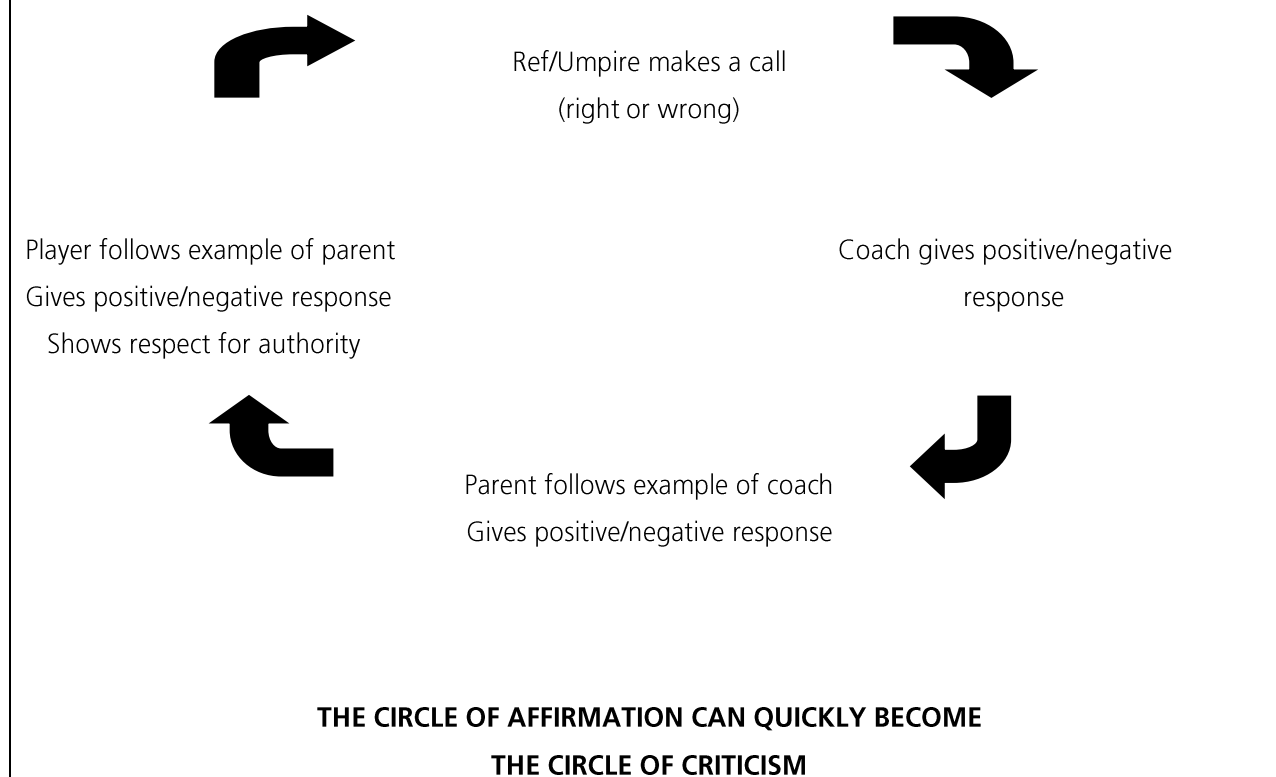 Ref/Umpire makes a call
(right or wrong)
Player follows example of parent
Gives positive/negative response
Shows respect for authority
Coach gives positive/negative
response
Parent follows example of coach
Gives positive/negative response
THE CIRCLE OF AFFIRMATION CAN QUICKLY BECOME
THE CIRCLE OF CRITICISM